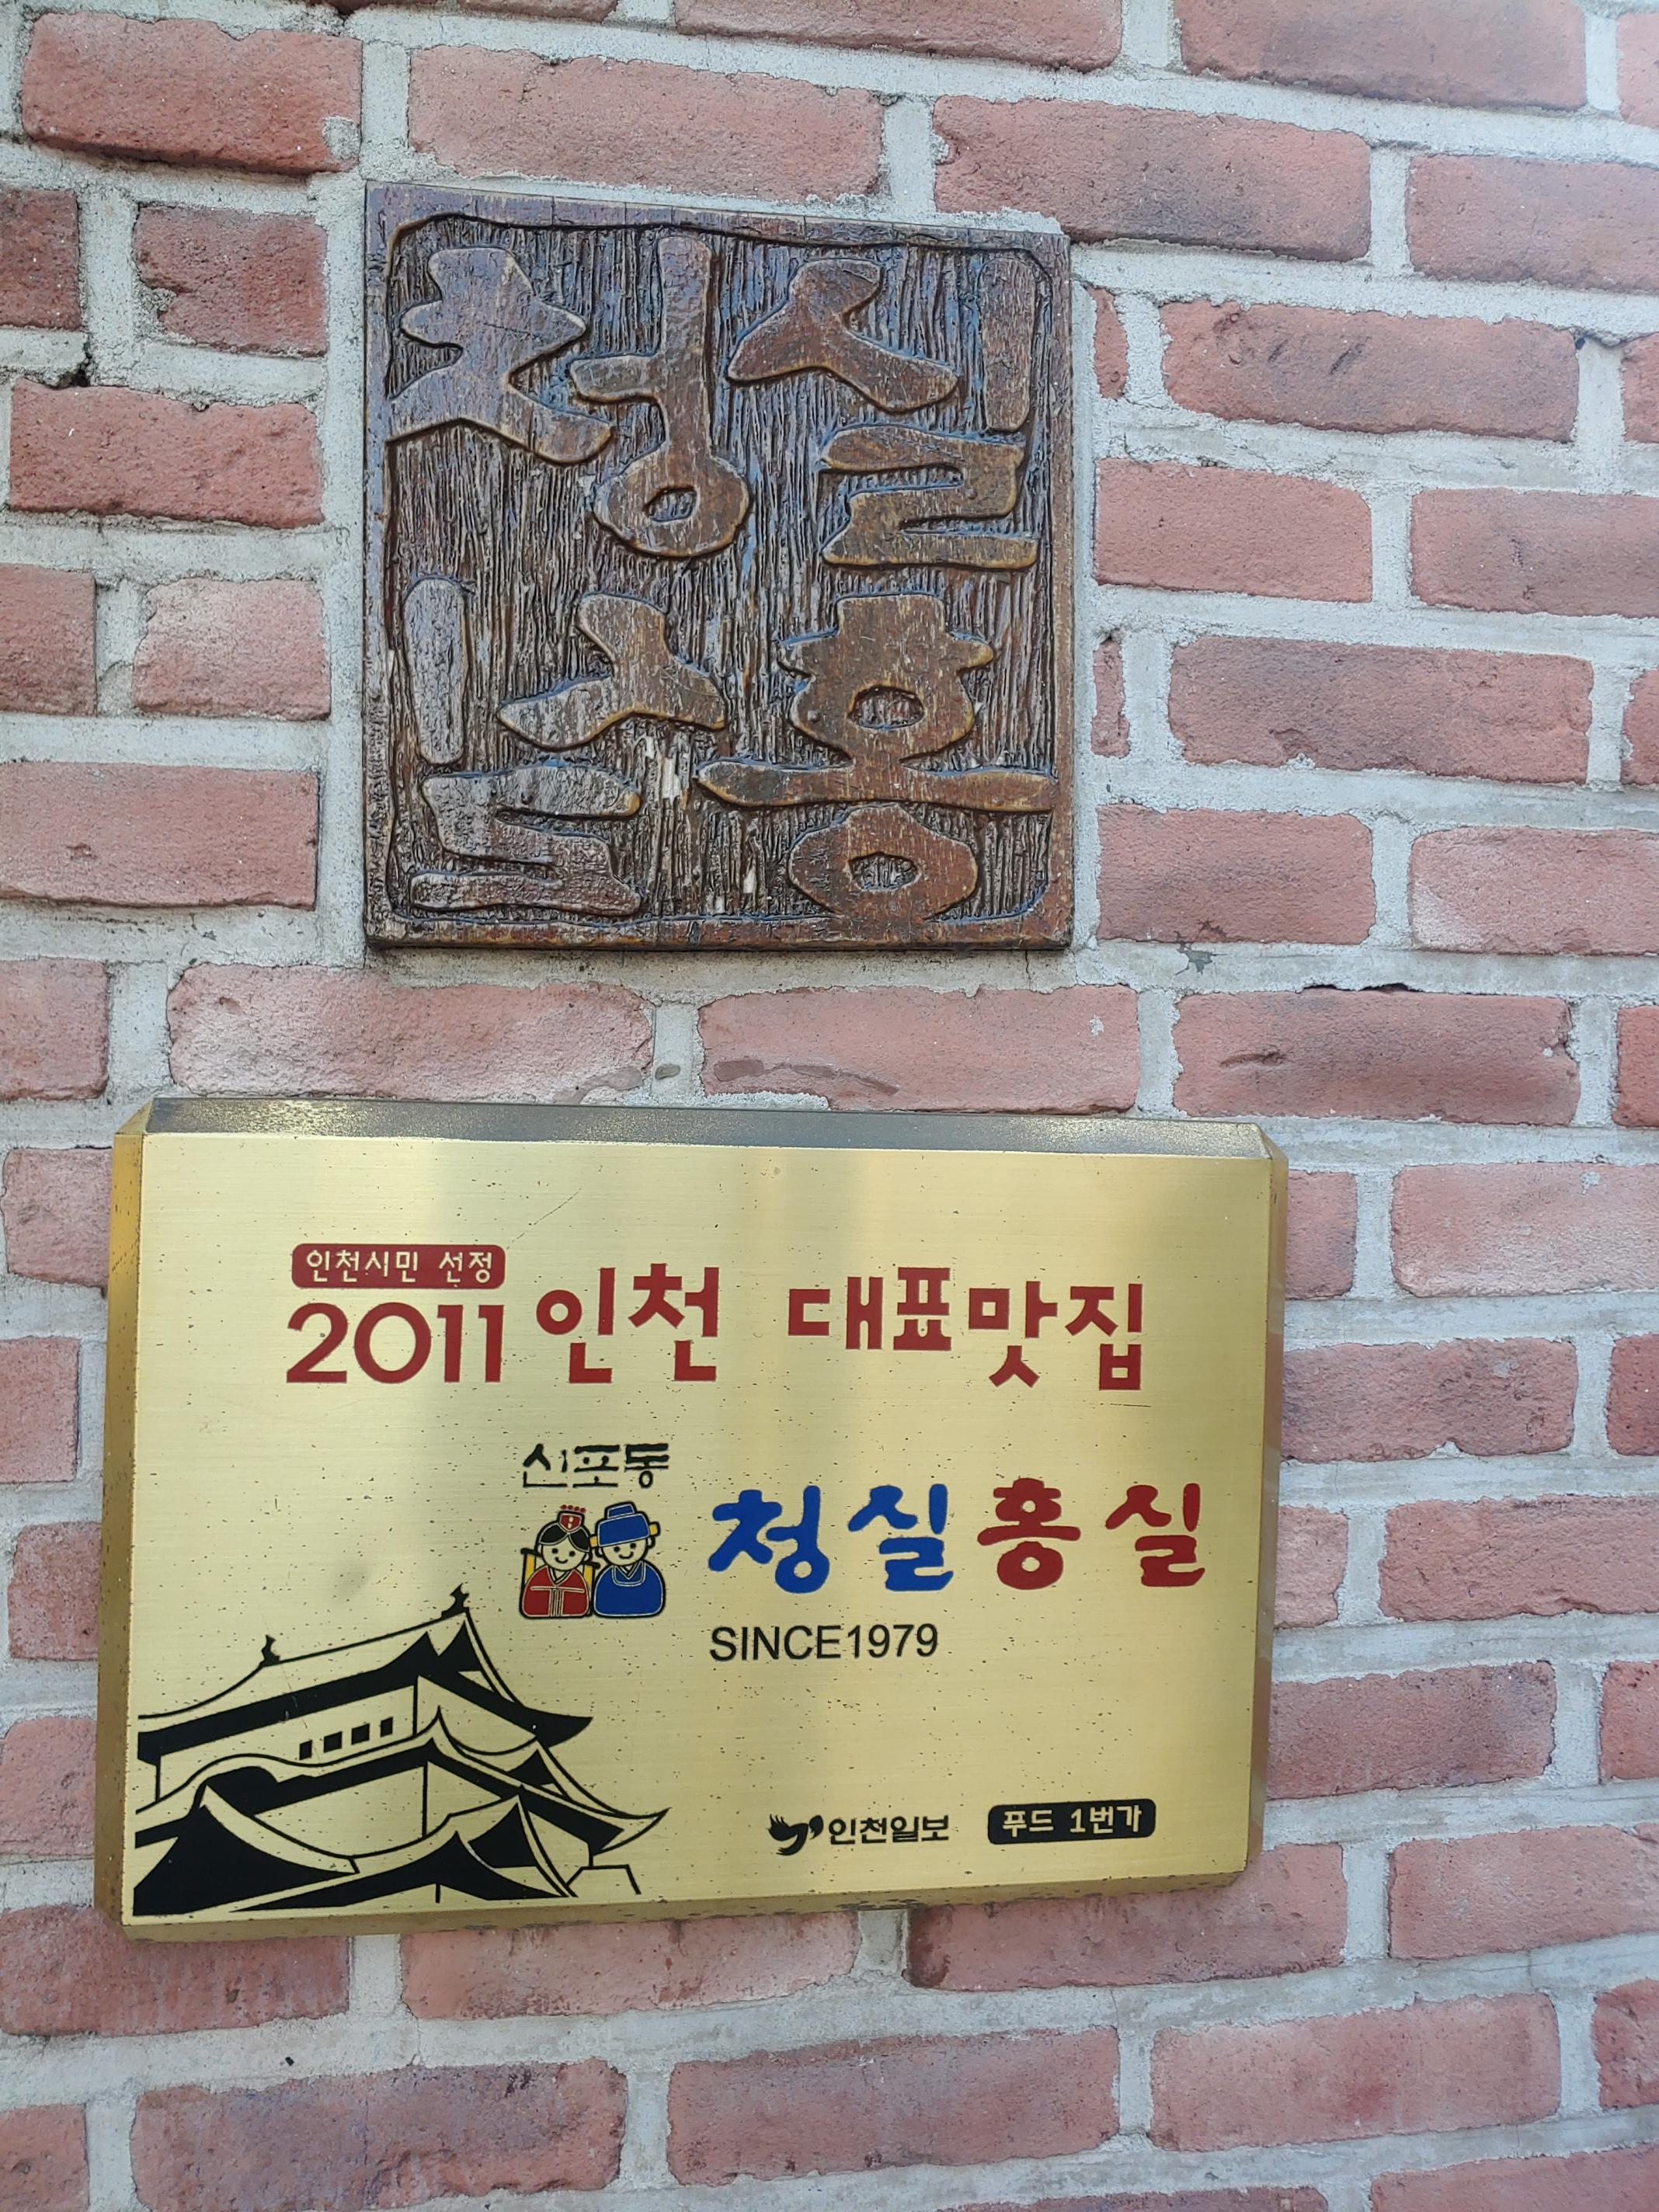 청실
홍실
인천시민 선정
2011 인천 대표맛집
신포동
청실홍실
SINCE1979
인천일보 푸드 1번가